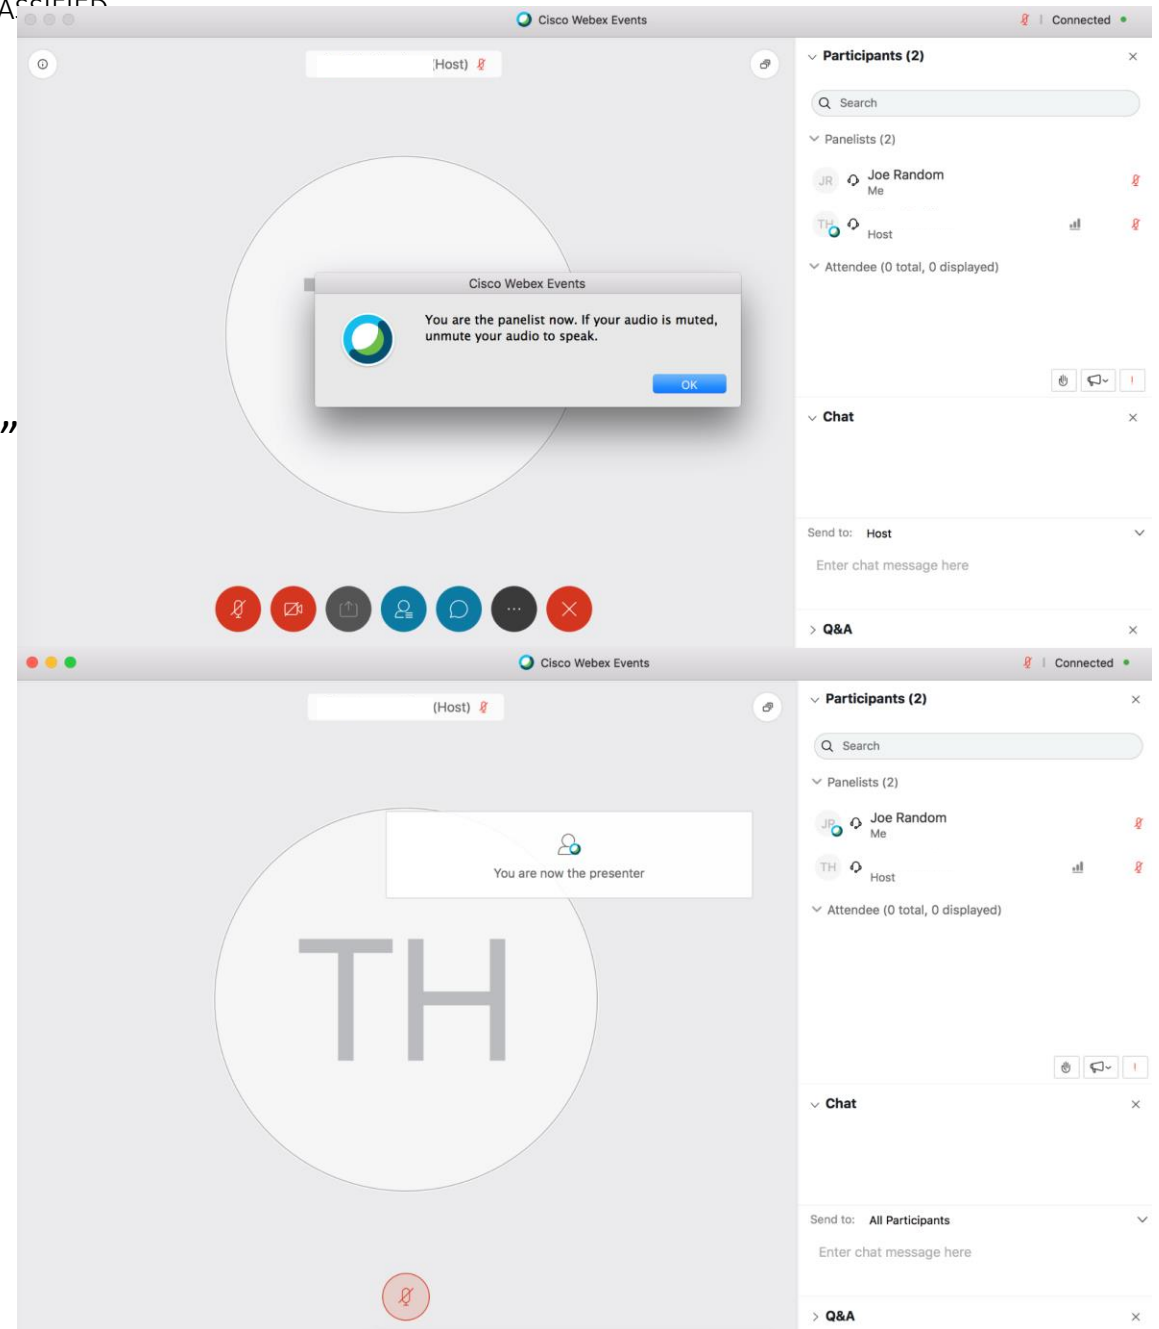 Cisco Webex Events
Connected
(Host)
Participants (2)
Search
Panelists (2)
JR
Joe Random
Me
TH
Host
Attendee (0 total, 0 displayed)
Cisco Webex Events
You are the panelist now. If your audio is muted,
unmute your audio to speak.
OK
”
Chat
Send to: Host
Enter chat message here
Q&A
Cisco Webex Events
Connected
(Host)
Participants (2)
Search
Panelists (2)
JR
Joe Random
Me
TH
Host
Attendee (0 total, 0 displayed)
You are now the presenter
TH
Chat
Send to: All Participants
Enter chat message here
Q&A